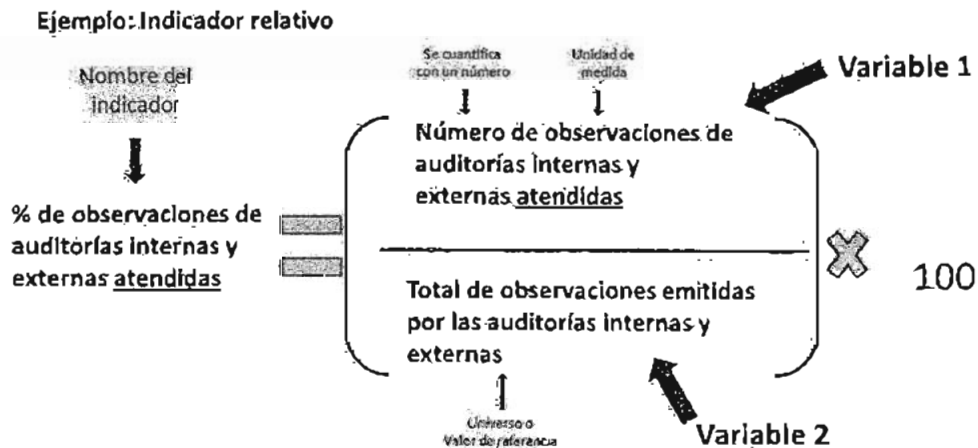 Ejemplo: Indicador relativo
Nombre del
indicador
Se cuantifica
con un número
Unidad de
medida
Variable 1
Número de observaciones de
auditorías internas y
externas atendidas
% de observaciones de
auditorías internas y
externas atendidas
100
Total de observaciones emitidas
por las auditorías internas y
externas
Universo o
Valor de referencia
Variable 2